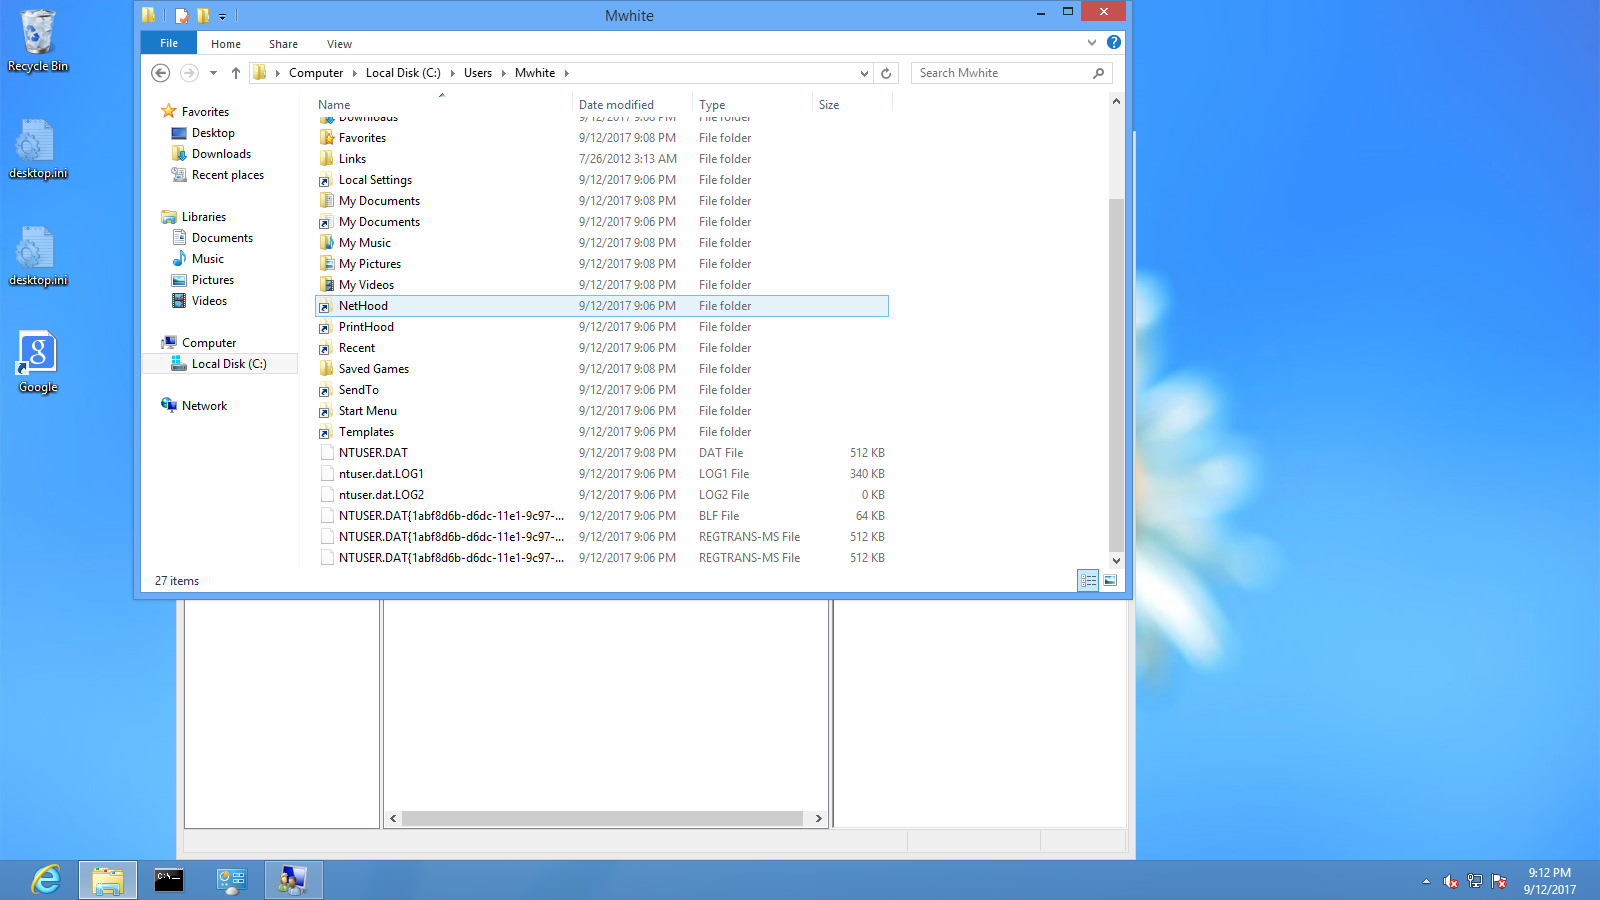 Recycle Bin
desktop.ini
desktop.ini
Google
Mwhite
File Home Share View
Computer Local Disk (C:) Users Mwhite
Search Mwhite
Favorites
Desktop
Downloads
Recent places
Libraries
Documents
Music
Pictures
Videos
Computer
Local Disk (C:)
Network
Name Date modified Type Size
Downloads 9/12/2017 9:08 PM File folder
Favorites 9/12/2017 9:08 PM File folder
Links 7/26/2012 3:13 AM File folder
Local Settings 9/12/2017 9:06 PM File folder
My Documents 9/12/2017 9:08 PM File folder
My Documents 9/12/2017 9:06 PM File folder
My Music 9/12/2017 9:08 PM File folder
My Pictures 9/12/2017 9:08 PM File folder
My Videos 9/12/2017 9:08 PM File folder
NetHood 9/12/2017 9:06 PM File folder
PrintHood 9/12/2017 9:06 PM File folder
Recent 9/12/2017 9:06 PM File folder
Saved Games 9/12/2017 9:08 PM File folder
SendTo 9/12/2017 9:06 PM File folder
Start Menu 9/12/2017 9:06 PM File folder
Templates 9/12/2017 9:06 PM File folder
NTUSER.DAT 9/12/2017 9:08 PM DAT File 512 KB
ntuser.dat.LOG1 9/12/2017 9:06 PM LOG1 File 340 KB
ntuser.dat.LOG2 9/12/2017 9:06 PM LOG2 File 0 KB
NTUSER.DAT{1abf8d6b-d6dc-11e1-9c97-... 9/12/2017 9:06 PM BLF File 64 KB
NTUSER.DAT{1abf8d6b-d6dc-11e1-9c97-... 9/12/2017 9:06 PM REGTRANS-MS File 512 KB
NTUSER.DAT{1abf8d6b-d6dc-11e1-9c97-... 9/12/2017 9:06 PM REGTRANS-MS File 512 KB
27 items
9:12 PM
9/12/2017